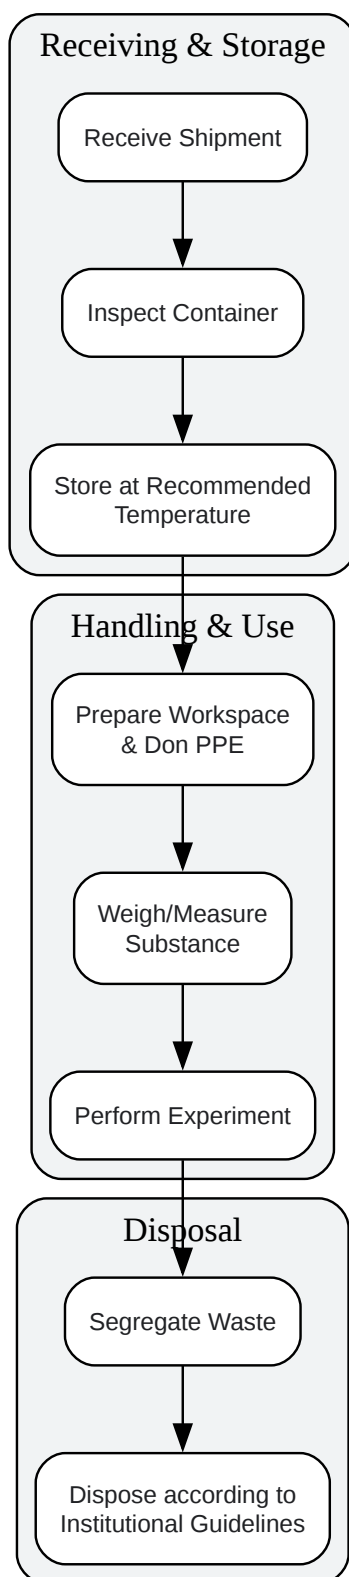 Receiving & Storage
Receive Shipment
Inspect Container
Store at Recommended
Temperature
Handling & Use
Prepare Workspace
& Don PPE
Weigh/Measure
Substance
Perform Experiment
Disposal
Segregate Waste
Dispose according to
Institutional Guidelines